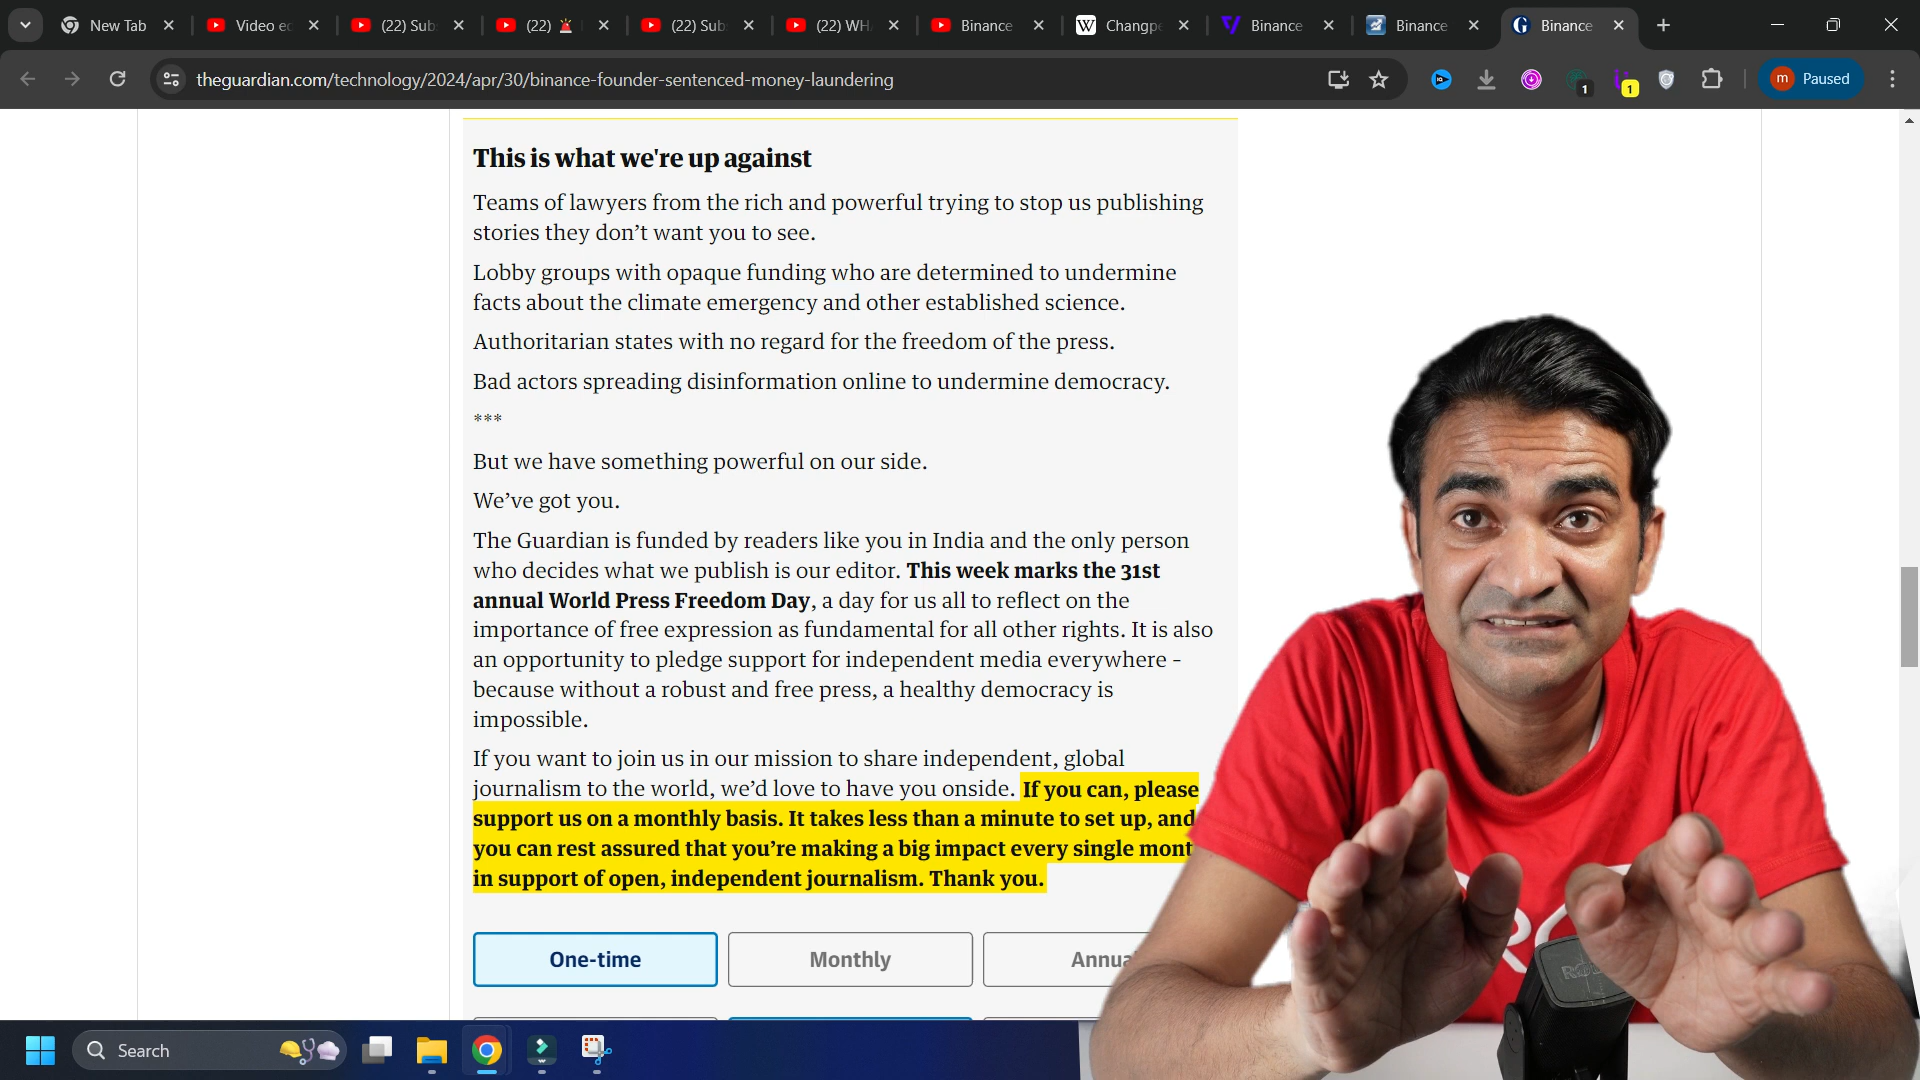 New Tab
Video ec
(22) Sub
(22)
(22) Sub
(22) WH
Binance
Changpe
Binance
Binance
Binance
theguardian.com/technology/2024/apr/30/binance-founder-sentenced-money-laundering
1
1
m
Paused
This is what we're up against
Teams of lawyers from the rich and powerful trying to stop us publishing
stories they don’t want you to see.
Lobby groups with opaque funding who are determined to undermine
facts about the climate emergency and other established science.
Authoritarian states with no regard for the freedom of the press.
Bad actors spreading disinformation online to undermine democracy.
***
But we have something powerful on our side.
We’ve got you.
The Guardian is funded by readers like you in India and the only person
who decides what we publish is our editor. This week marks the 31st
annual World Press Freedom Day, a day for us all to reflect on the
importance of free expression as fundamental for all other rights. It is also
an opportunity to pledge support for independent media everywhere –
because without a robust and free press, a healthy democracy is
impossible.
If you want to join us in our mission to share independent, global
journalism to the world, we’d love to have you onside. If you can, please
support us on a monthly basis. It takes less than a minute to set up, and
you can rest assured that you’re making a big impact every single mont
in support of open, independent journalism. Thank you.
One-time
Monthly
Annua
Search